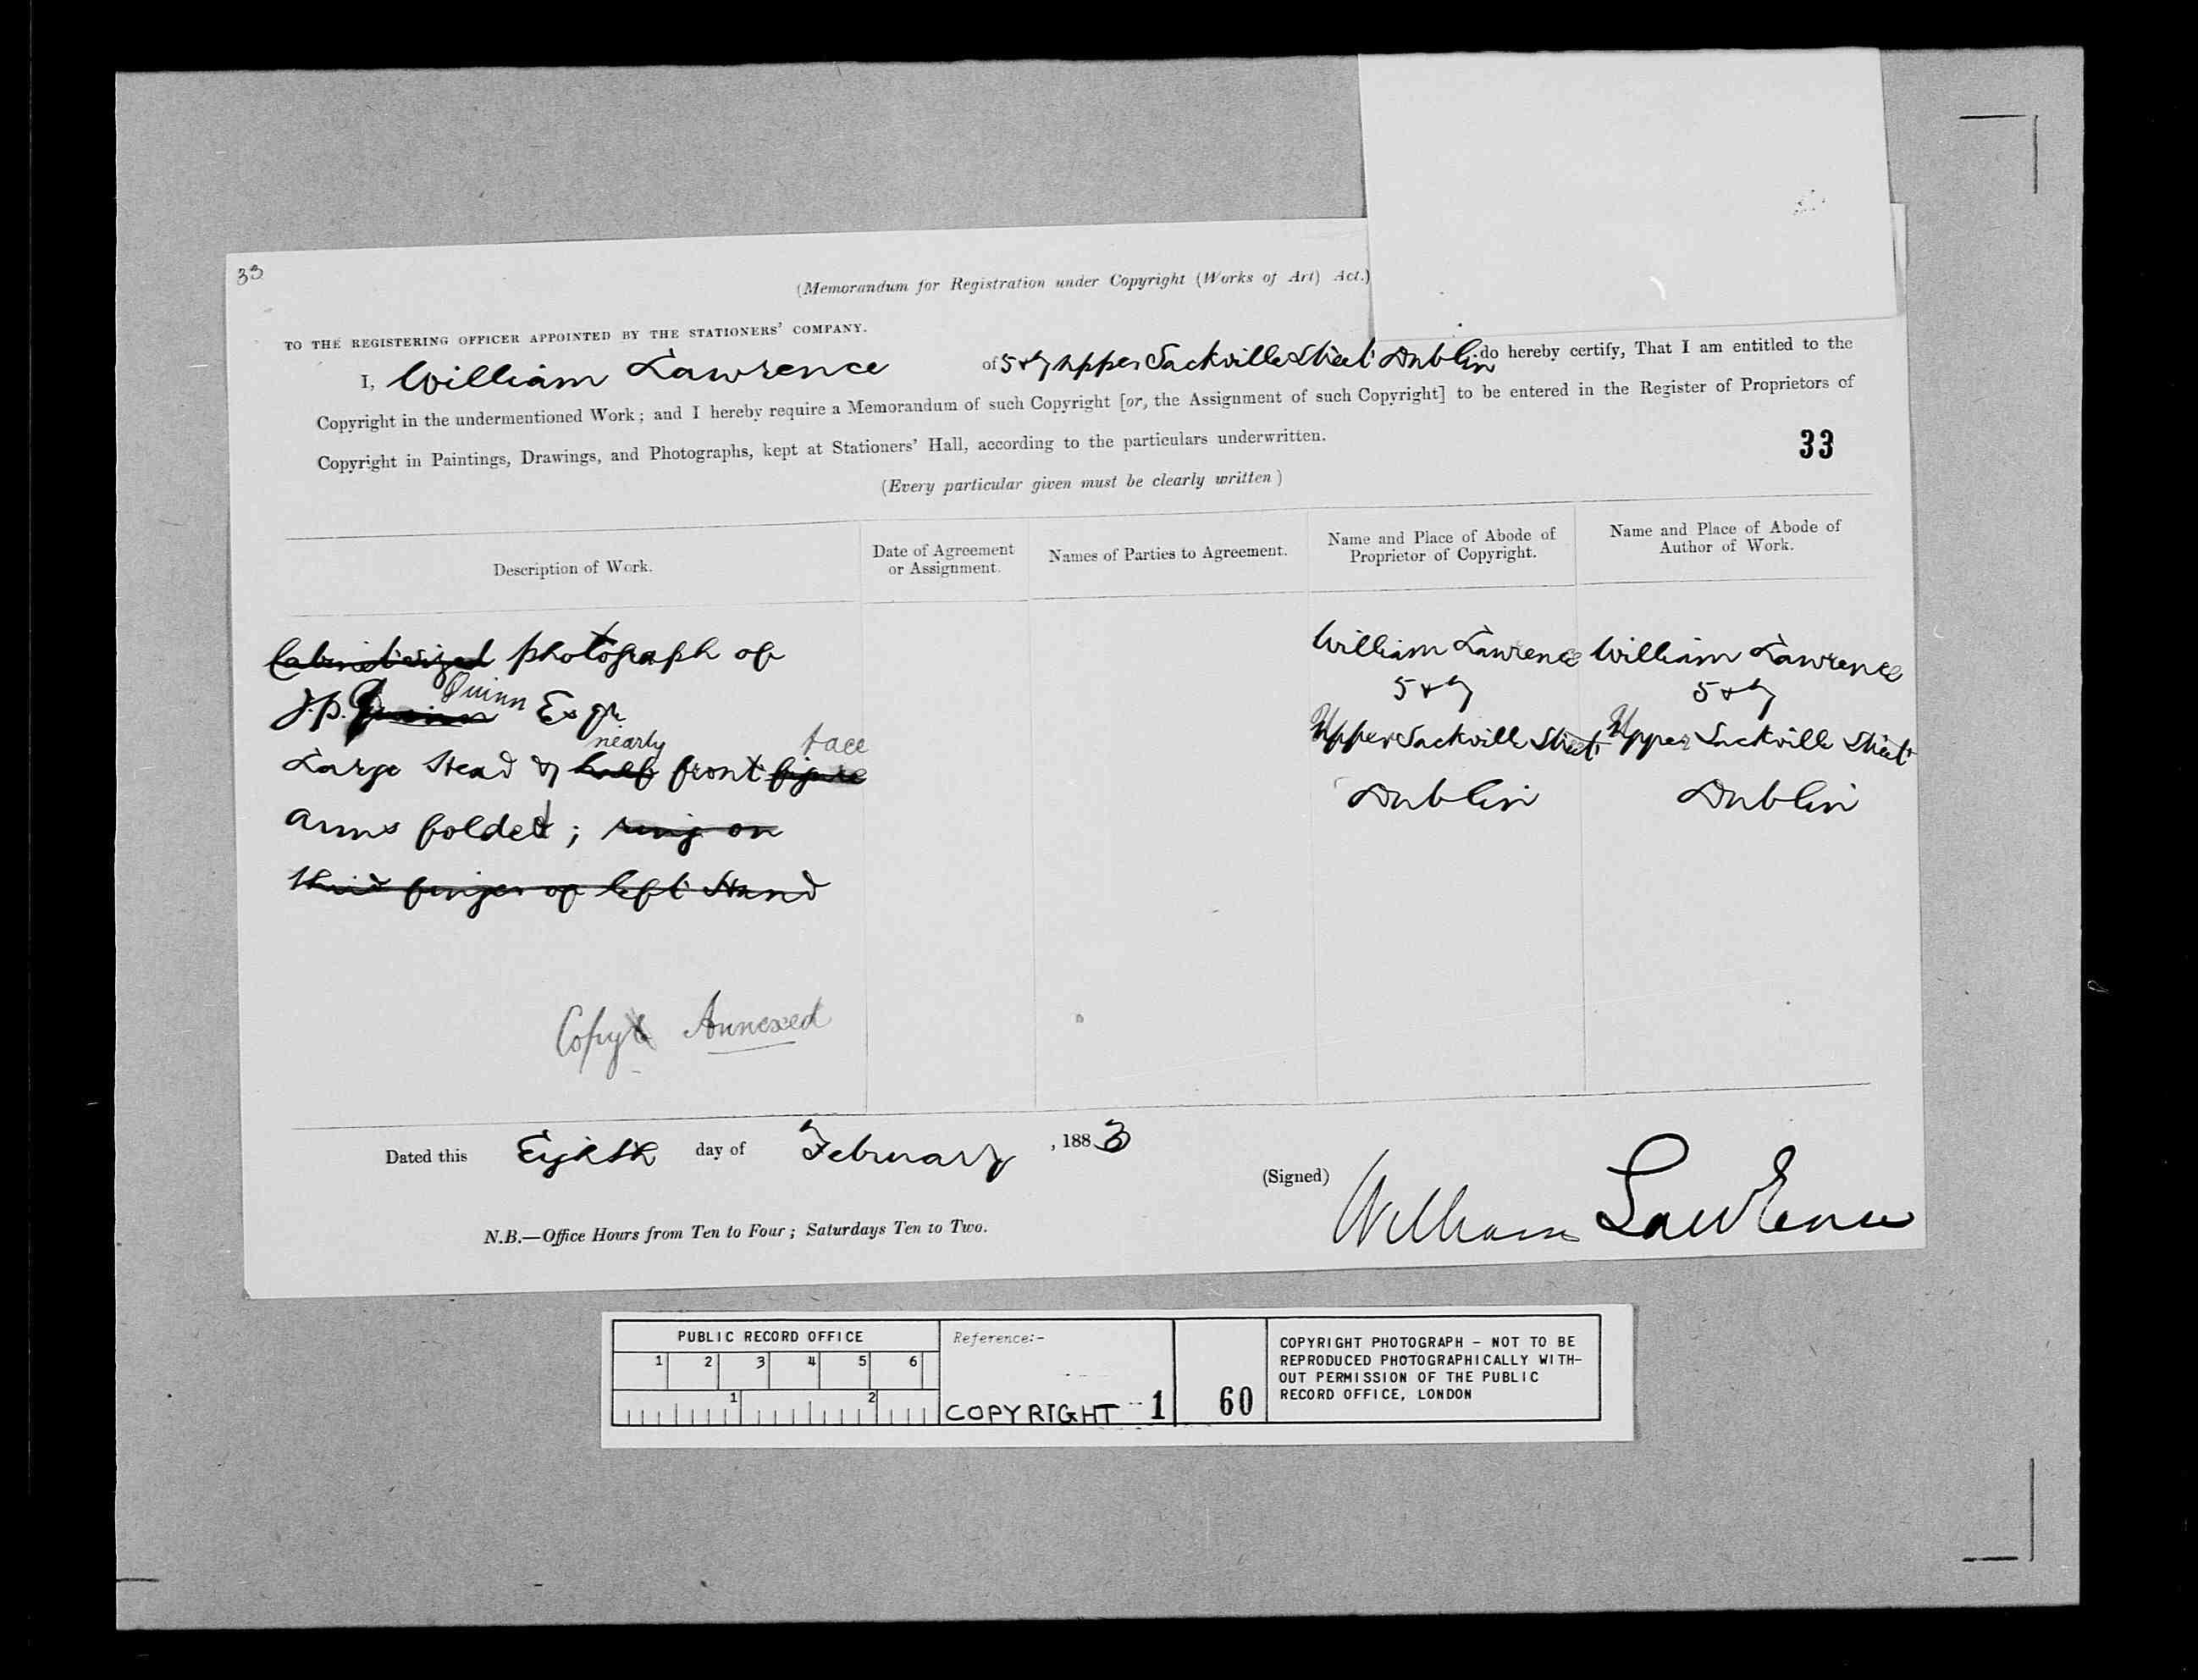 33
(Memorandum for Registration under Copyright (Works of Art) Act.)
TO THE REGISTERING OFFICER APPOINTED BY THE STATIONERS' COMPANY.
I, William Lawrence of 5 & 7 Upper Sackville Street Dublin do hereby certify, That I am entitled to the
Copyright in the undermentioned Work; and I hereby require a Memorandum of such Copyright [or, the Assignment of such Copyright] to be entered in the Register of Proprietors of
Copyright in Paintings, Drawings, and Photographs, kept at Stationers' Hall, according to the particulars underwritten.
33
(Every particular given must be clearly written)
Description of Work.
Date of Agreement
or Assignment.
Names of Parties to Agreement.
Name and Place of Abode of
Proprietor of Copyright.
Name and Place of Abode of
Author of Work.
Cabinet sized photograph of
J.P. Quinn Quinn Esqr.
nearly face
Large Head & half front figure
arms folded; ring on
third finger of left Hand
Copy Annexed
William Lawrence
5 & 7
Upper Sackville Street
Dublin
William Lawrence
5 & 7
Upper Sackville Street
Dublin
Dated this Eighth day of February, 1883
(Signed) William Lawrence
N.B.—Office Hours from Ten to Four; Saturdays Ten to Two.
PUBLIC RECORD OFFICE
1 2 3 4 5 6
1 2
Reference:-
COPYRIGHT 1
60
COPYRIGHT PHOTOGRAPH - NOT TO BE
REPRODUCED PHOTOGRAPHICALLY WITH-
OUT PERMISSION OF THE PUBLIC
RECORD OFFICE, LONDON